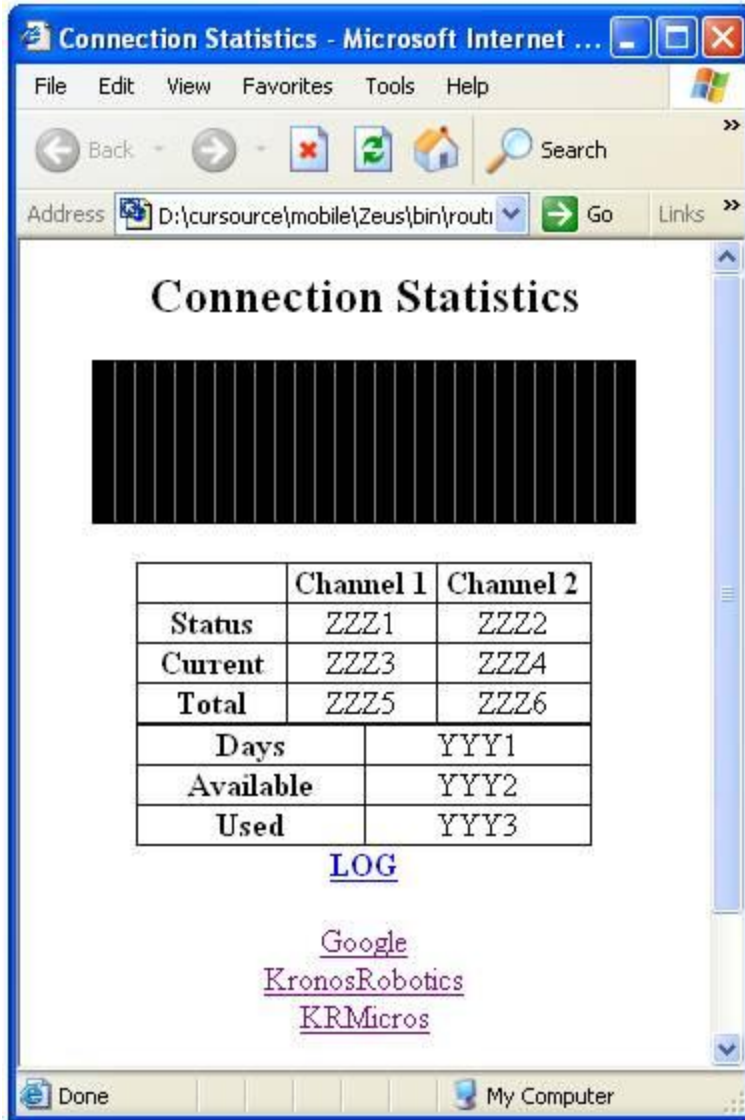 Connection Statistics - Microsoft Internet ...
File Edit View Favorites Tools Help
Back Search
Address D:\cursource\mobile\Zeus\bin\rout Go Links
Connection Statistics
Channel 1 Channel 2
Status ZZZ1 ZZZ2
Current ZZZ3 ZZZ4
Total ZZZ5 ZZZ6
Days YYY1
Available YYY2
Used YYY3
LOG
Google
KronosRobotics
KRMicros
Done My Computer